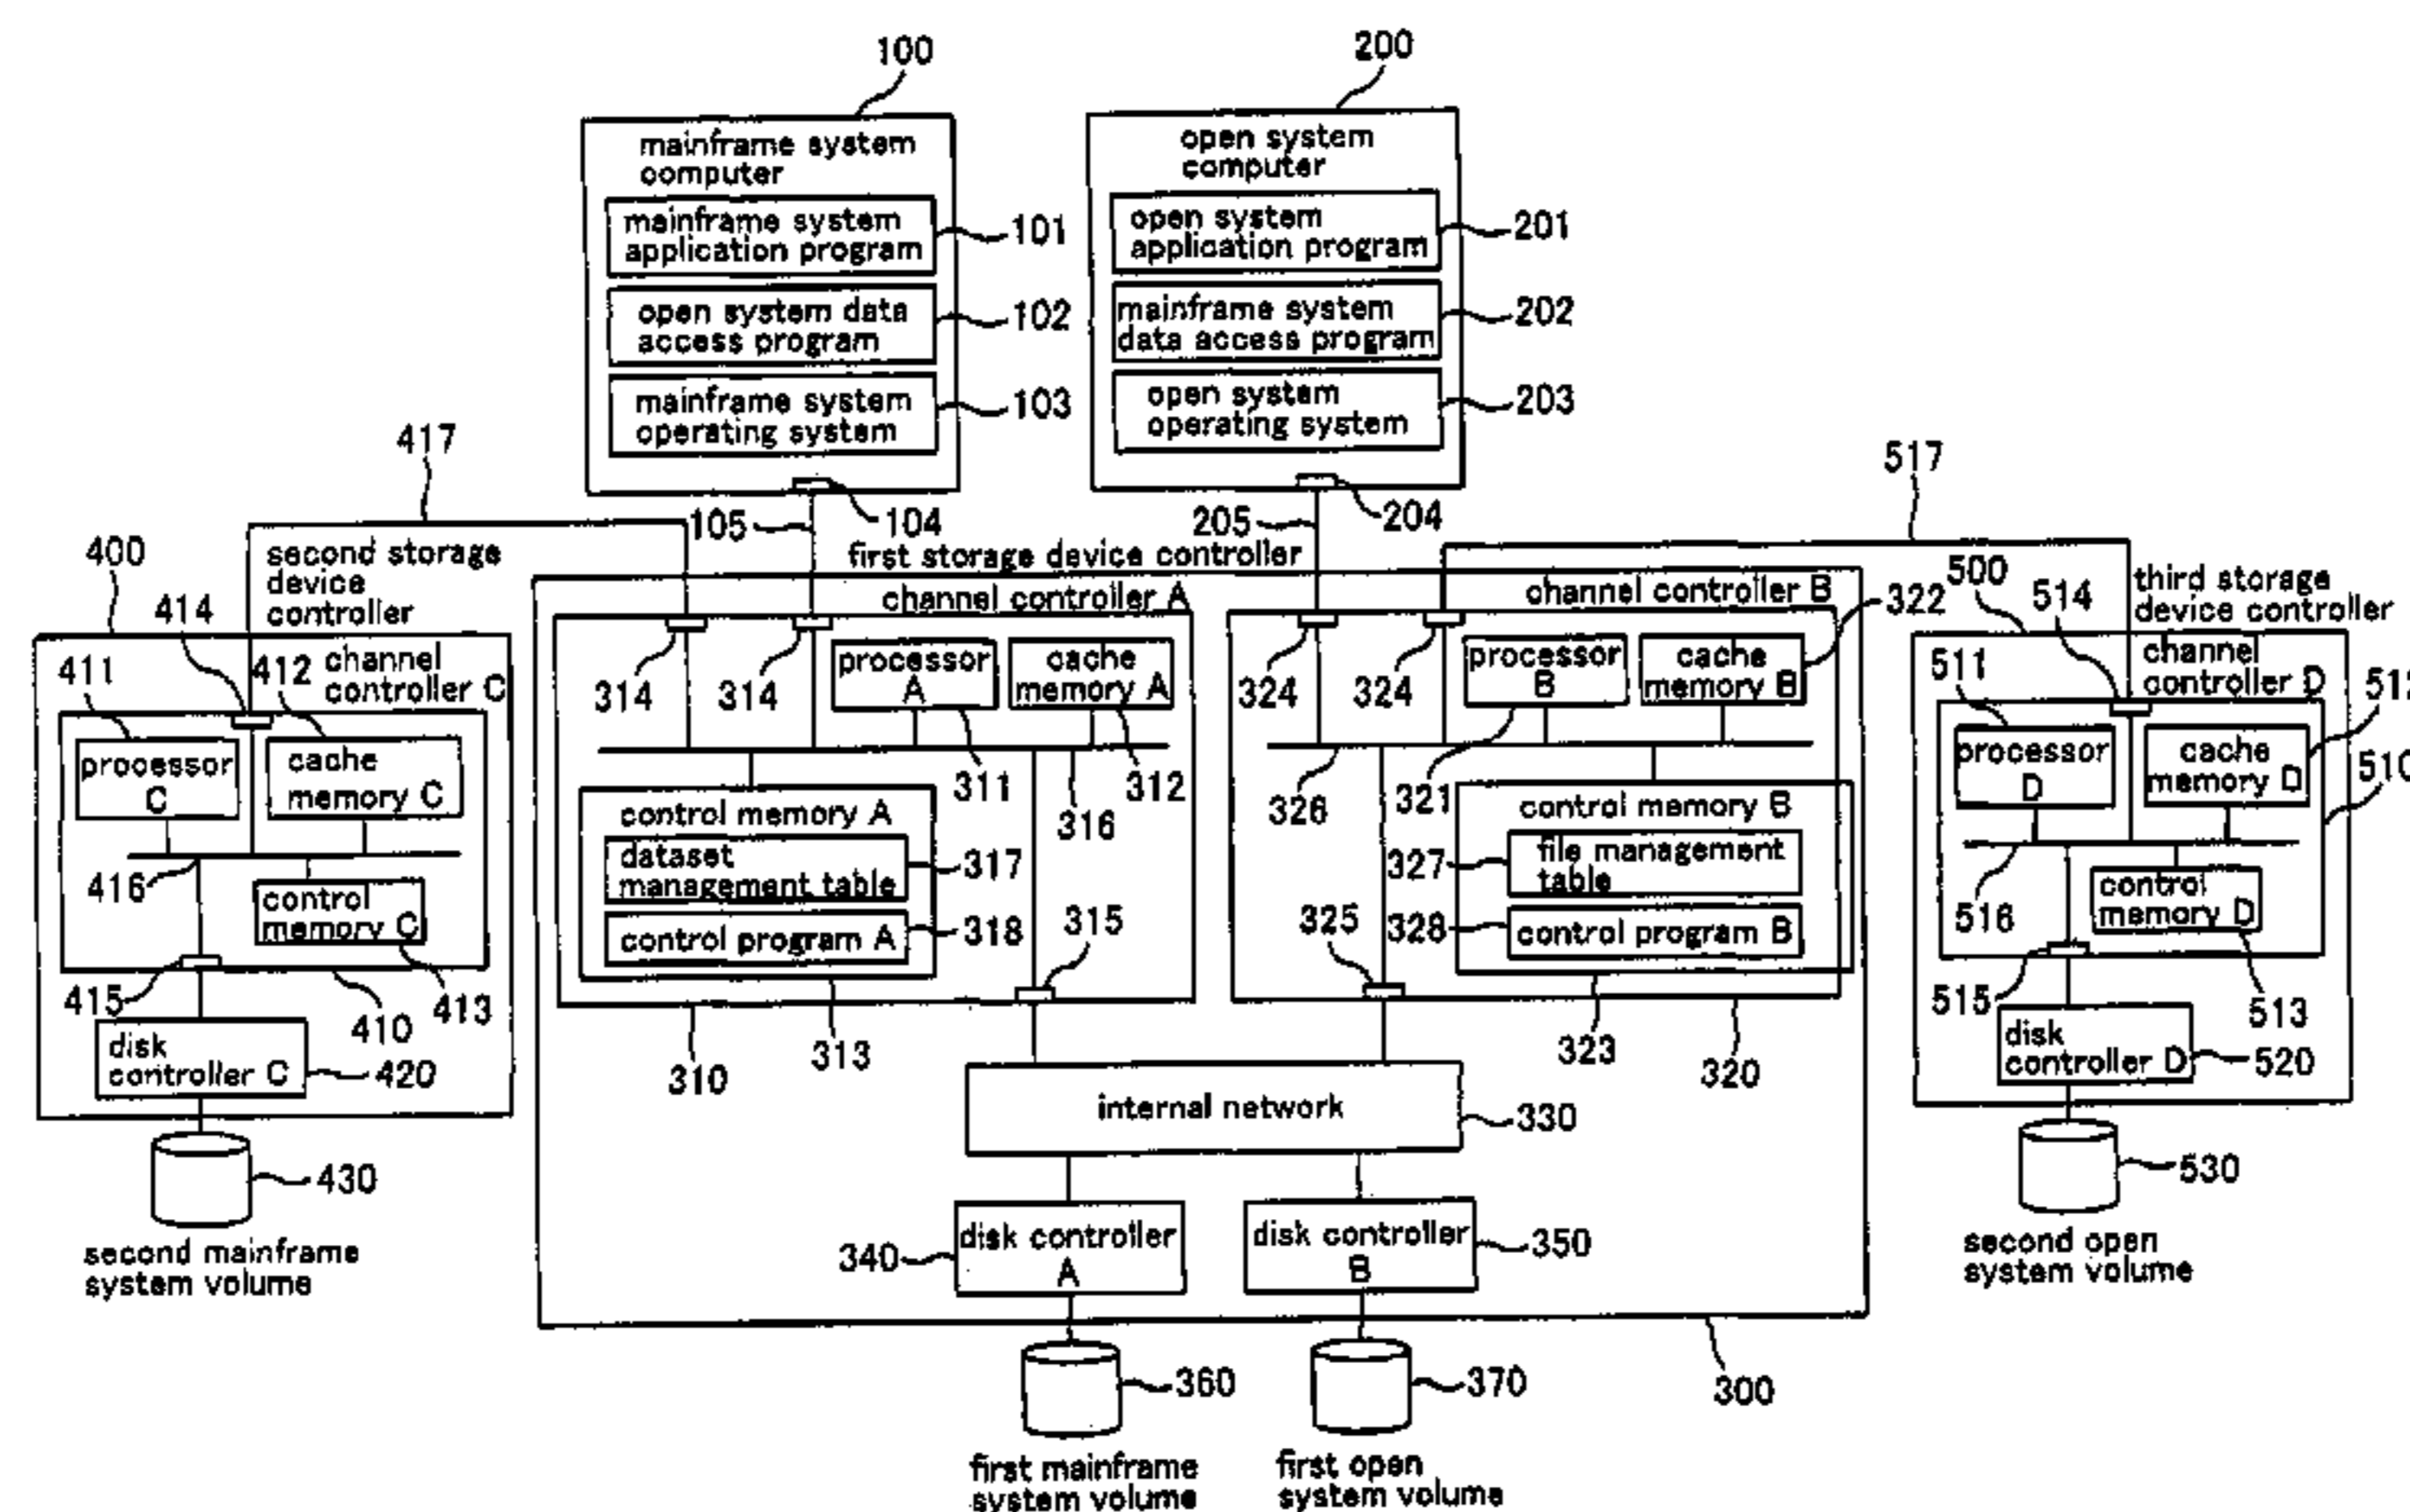 100
200
mainframe system
computer
open system
computer
mainframe system
application program
101
open system
application program
201
open system data
access program
102
mainframe system
data access program
202
mainframe system
operating system
103
open system
operating system
203
417
517
105
104
205
204
400
second storage
device
controller
first storage device controller
500
third storage
device controller
414
channel controller A
channel controller B
322
514
411
channel
controller C
412
314
314
processor
A
cache
memory A
324
324
processor
B
cache
memory B
511
channel
controller D
512
processor
C
cache
memory C
311
312
316
326
321
processor
D
cache
memory D
510
416
control
memory C
control memory A
dataset
management table
317
control program A
318
control memory B
327
file management
table
328
control program B
516
control
memory D
415
410
413
315
325
515
513
disk
controller C
420
310
313
323
320
disk
controller D
520
internal network
330
430
530
second mainframe
system volume
340
disk controller
A
disk controller
B
350
second open
system volume
360
370
300
first mainframe
system volume
first open
system volume